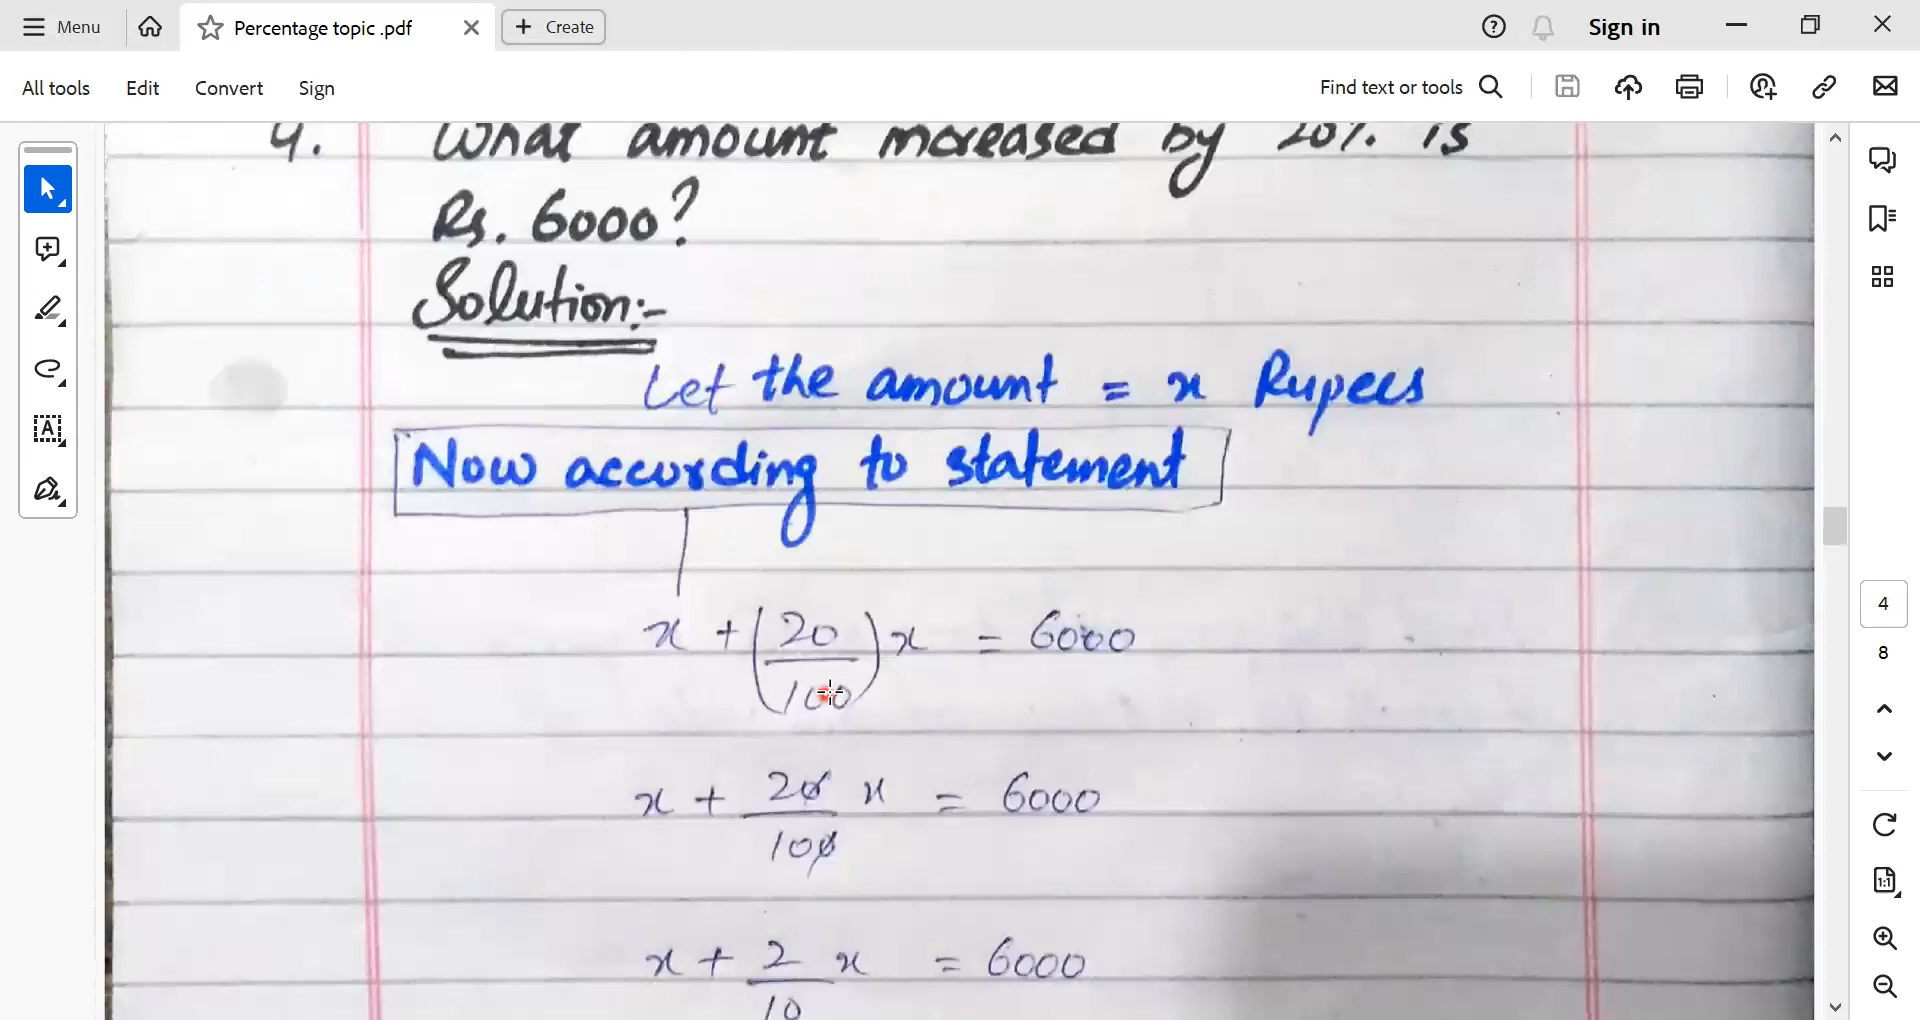 Menu
Percentage topic .pdf
Create
Sign in
All tools
Edit
Convert
Sign
Find text or tools
4. What amount increased by 20% is
Rs. 6000?
Solution:-
Let the amount = x Rupees
Now according to statement
x + (20/100)x = 6000
x + 20/100 x = 6000
x + 2/10 x = 6000
4
8